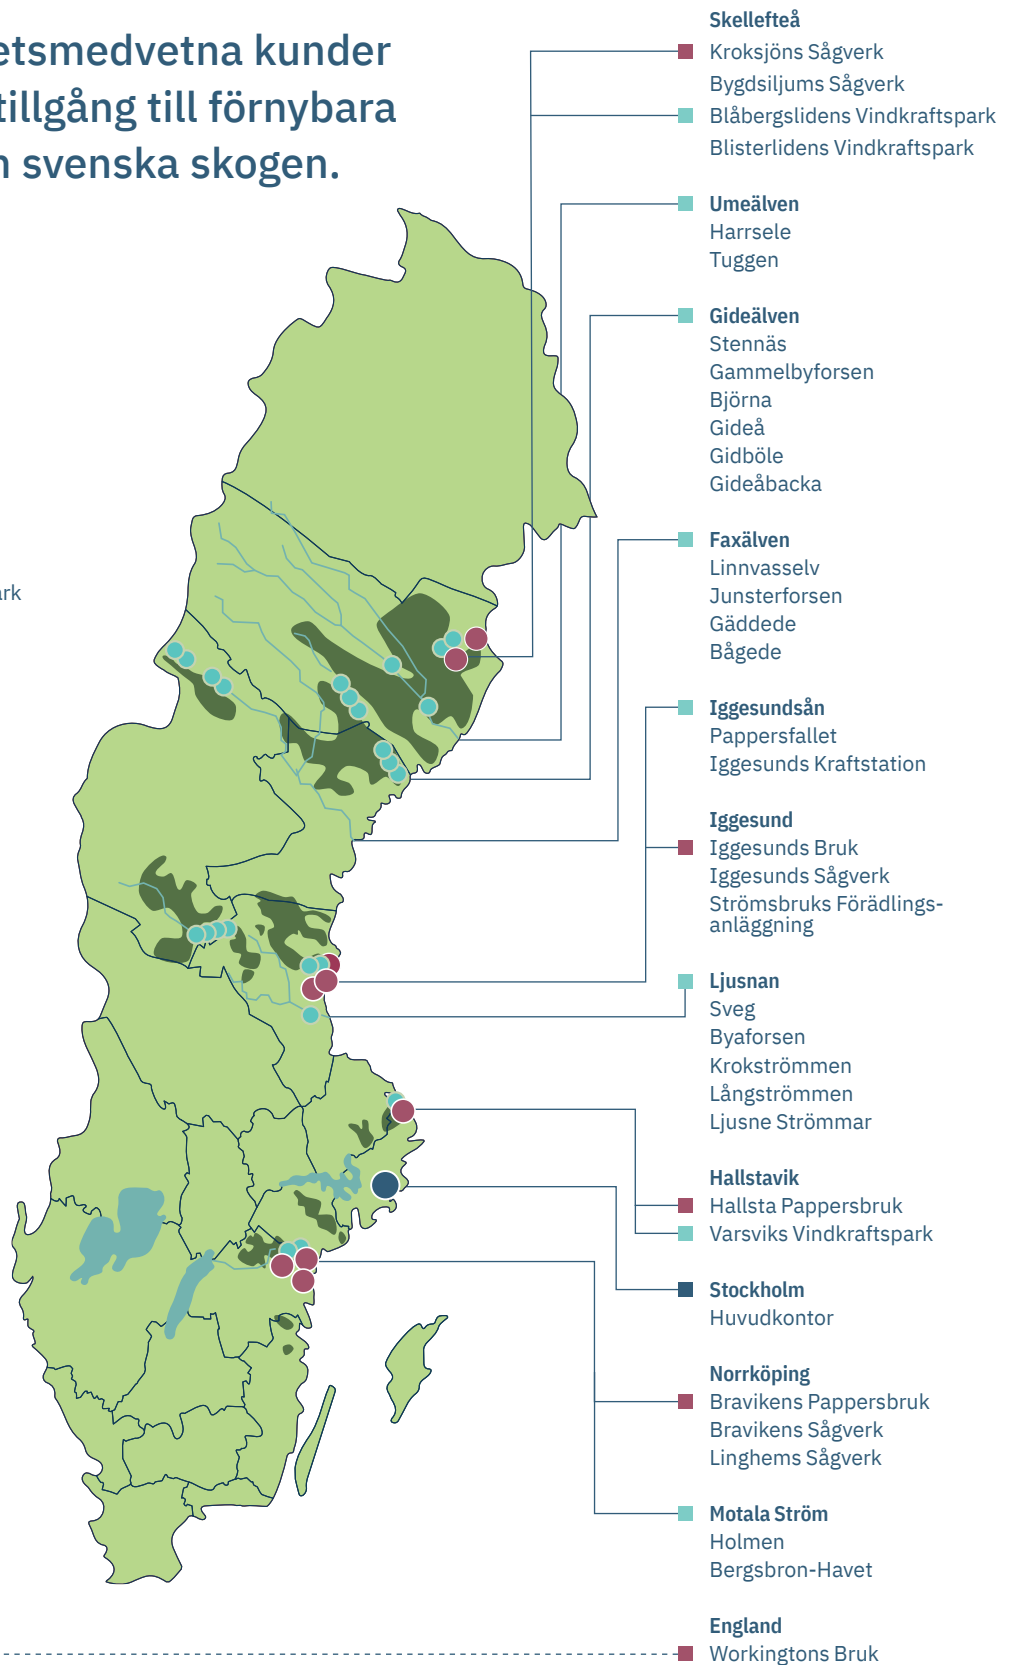 etsmedvetna kunder
tillgång till förnybara
n svenska skogen.
ark
Skellefteå
Kroksjöns Sågverk
Bygdsiljums Sågverk
Blåbergslidens Vindkraftspark
Blisterlidens Vindkraftspark
Umeälven
Harrsele
Tuggen
Gideälven
Stennäs
Gammelbyforsen
Björna
Gideå
Gidböle
Gideåbacka
Faxälven
Linnvasselv
Junsterforsen
Gäddede
Bågede
Iggesundsån
Pappersfallet
Iggesunds Kraftstation
Iggesund
Iggesunds Bruk
Iggesunds Sågverk
Strömsbruks Förädlings-
anläggning
Ljusnan
Sveg
Byaforsen
Krokströmmen
Långströmmen
Ljusne Strömmar
Hallstavik
Hallsta Pappersbruk
Varsviks Vindkraftspark
Stockholm
Huvudkontor
Norrköping
Bravikens Pappersbruk
Bravikens Sågverk
Linghems Sågverk
Motala Ström
Holmen
Bergsbron-Havet
England
Workingtons Bruk